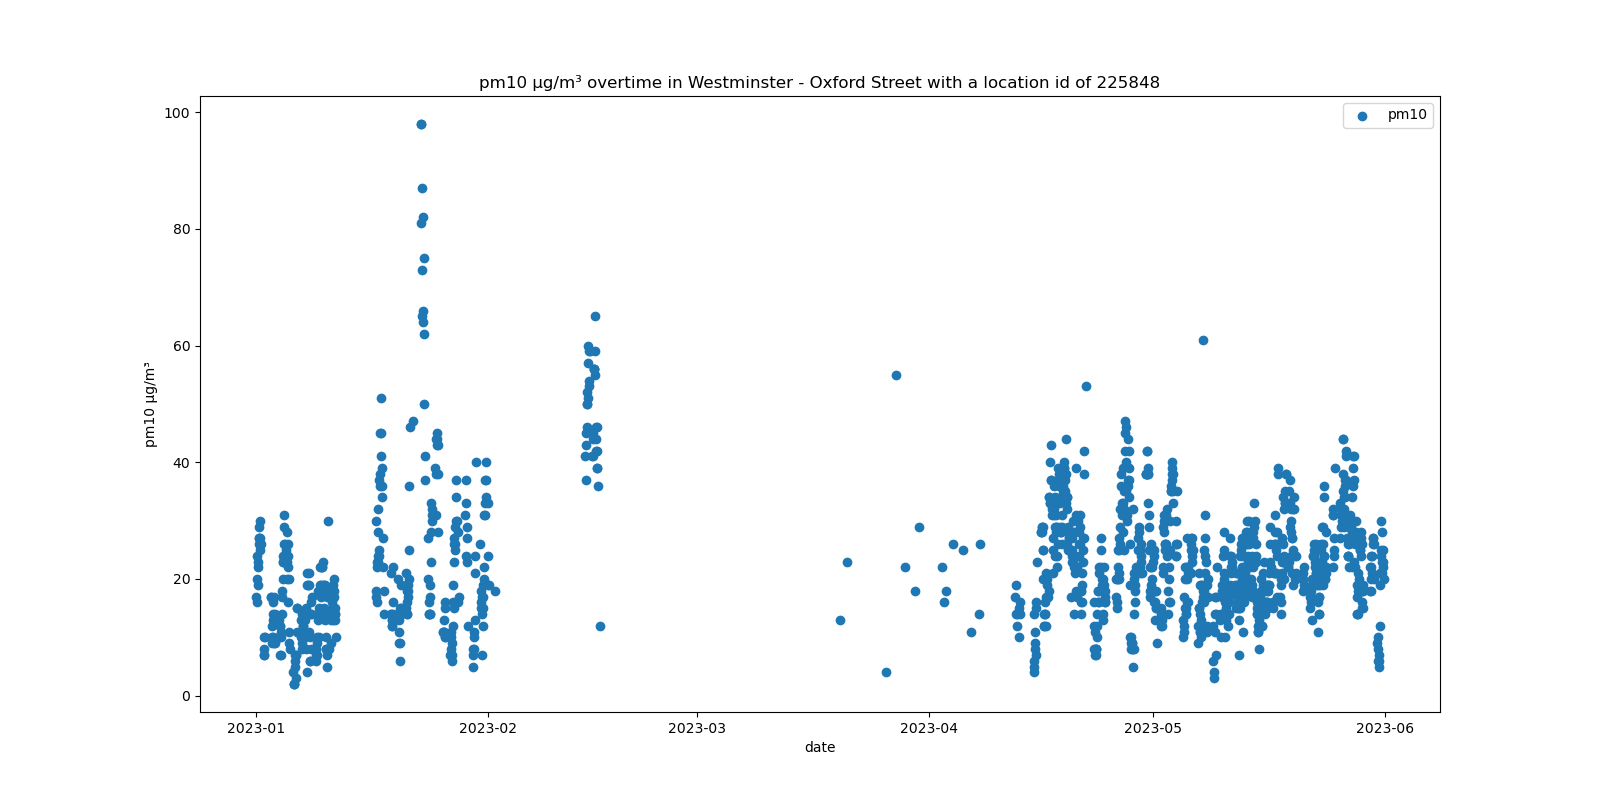 pm10 µg/m³ overtime in Westminster - Oxford Street with a location id of 225848
pm10
100
80
60
40
20
0
pm10 µg/m³
2023-01 2023-02 2023-03 2023-04 2023-05 2023-06
date